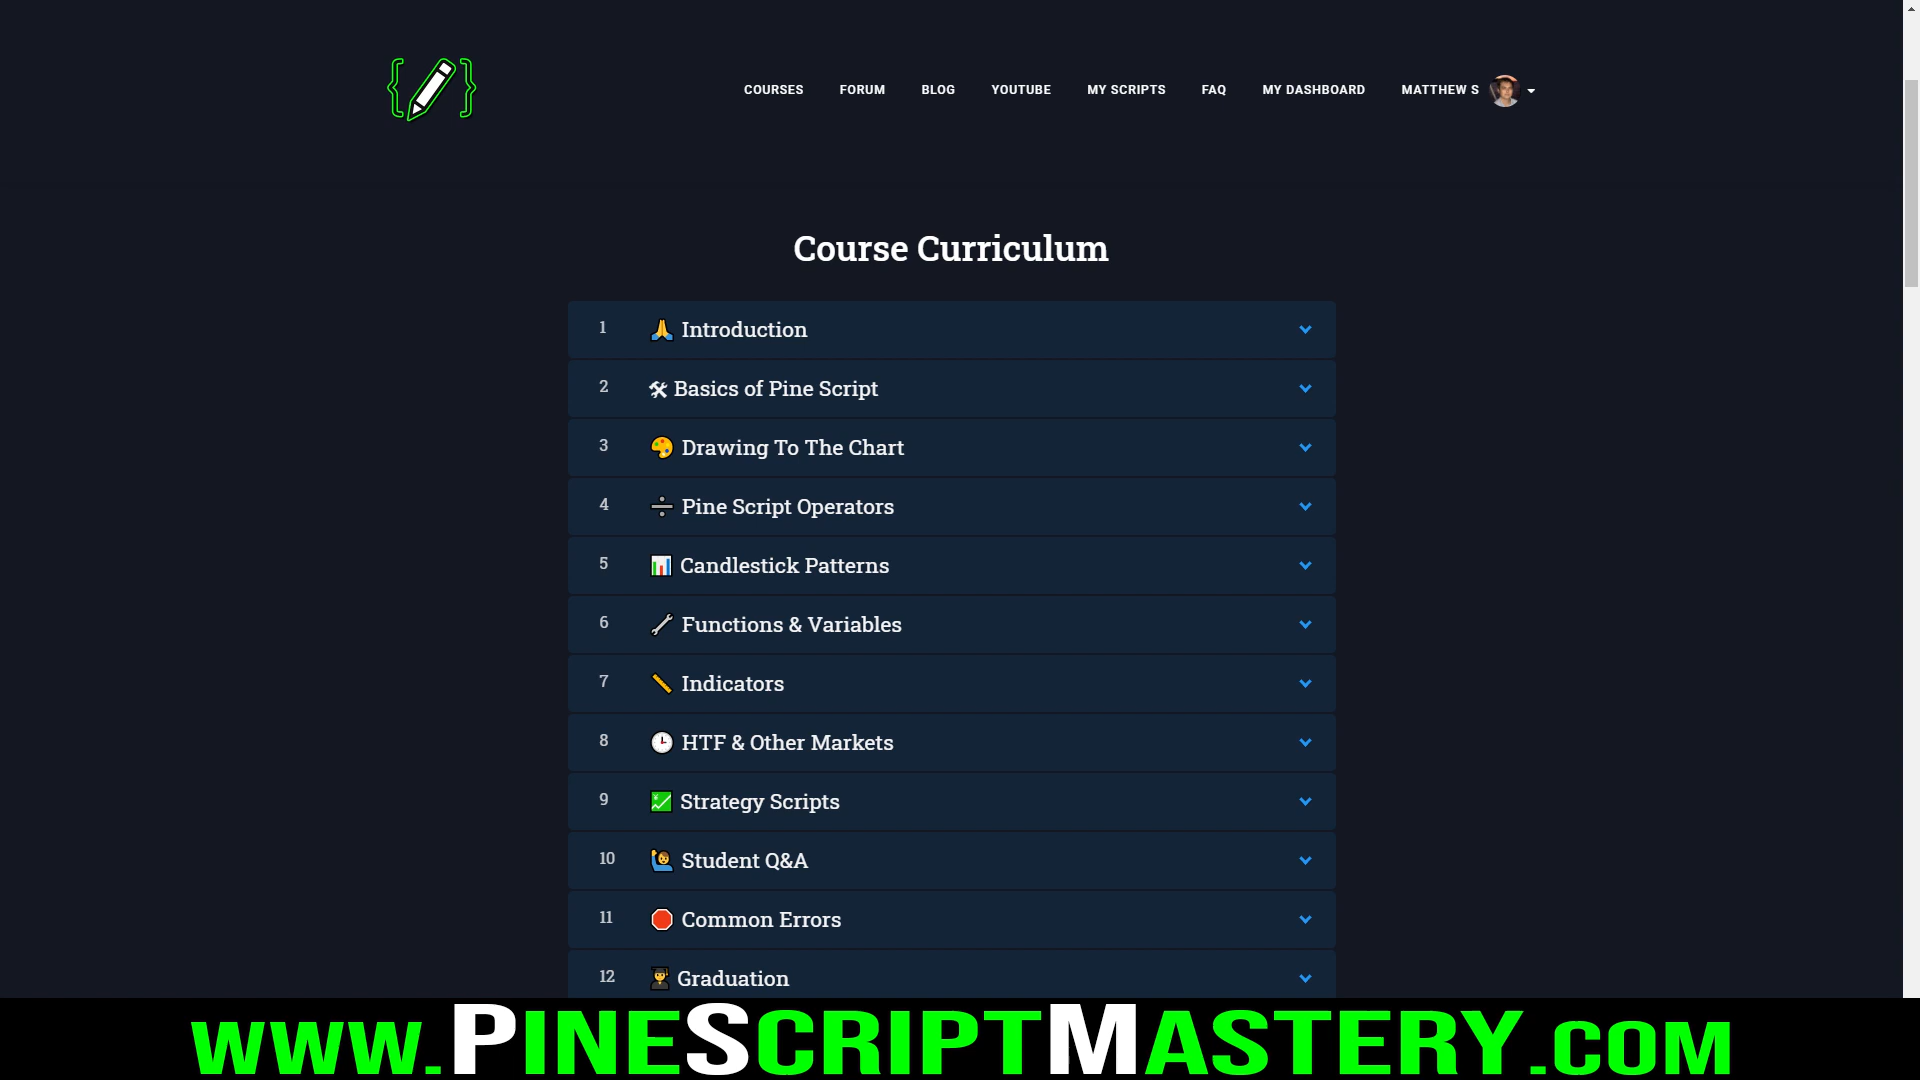 COURSES FORUM BLOG YOUTUBE MY SCRIPTS FAQ MY DASHBOARD MATTHEW S
Course Curriculum
1 🙏 Introduction
2 🛠 Basics of Pine Script
3 🎨 Drawing To The Chart
4 ➗ Pine Script Operators
5 📊 Candlestick Patterns
6 🔧 Functions & Variables
7 📏 Indicators
8 🕒 HTF & Other Markets
9 💹 Strategy Scripts
10 🙋‍♂️ Student Q&A
11 🛑 Common Errors
12 👨‍🎓 Graduation
WWW.PINESCRIPTMASTERY.COM